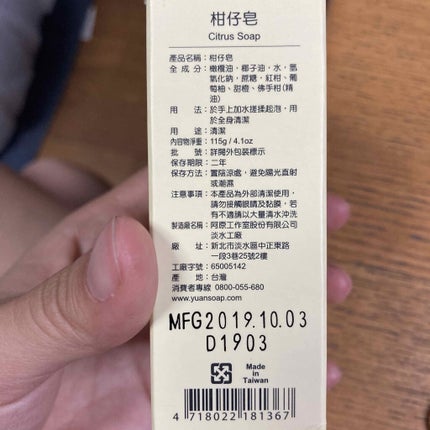 柑仔皂
Citrus Soap
產品名稱：柑仔皂
全成分：橄欖油，椰子油，水，氫
氧化鈉，蔗糖，紅柑、葡
萄柚、甜橙、佛手柑(精
油)
用法：於手上加水搓揉起泡，用
於全身清潔
用途：清潔
內容物淨重：115g / 4.1oz
批號：詳開外包裝標示
保存期限：二年
保存方法：置陰涼處，避免陽光直射
或潮濕
注意事項：本產品為外部清潔使用，
請勿接觸眼睛及黏膜，若
有不適請以大量清水沖洗
製造廠名稱：阿原工作室股份有限公司
淡水工廠
廠址：新北市淡水區中正東路
一段3巷25號2樓
工廠字號：65005142
產地：台灣
消費者專線 0800-055-680
www.yuansoap.com
MFG2019.10.03
D1903
Made in
Taiwan
4 718022 181367